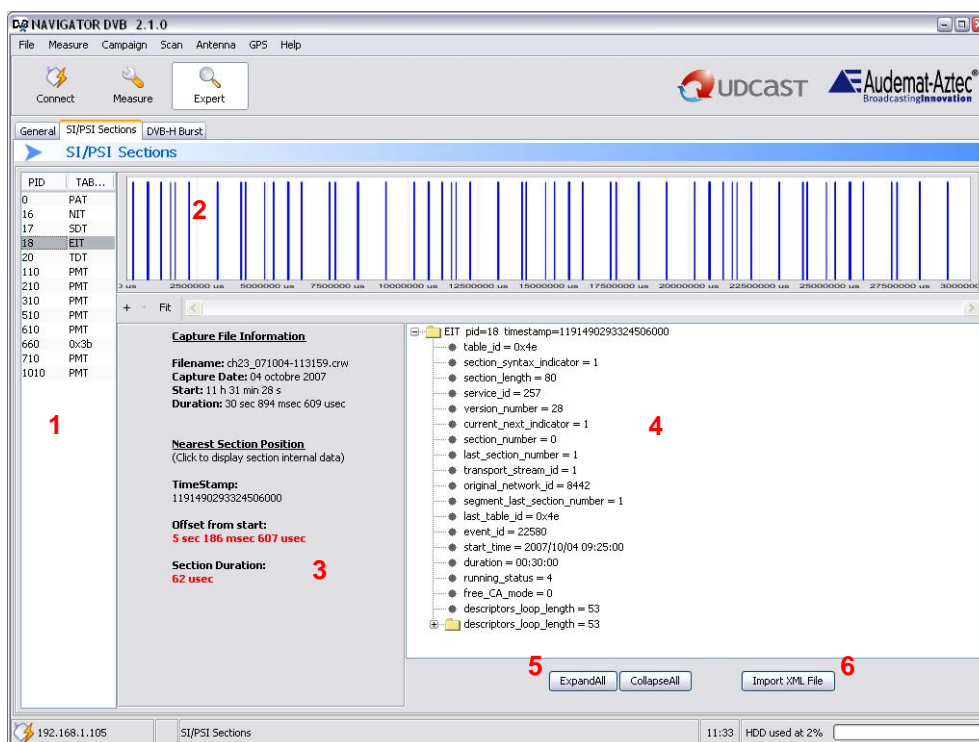 NAVIGATOR DVB 2.1.0
File Measure Campaign Scan Antenna GPS Help
Connect Measure Expert
UDCAST
Audemat-Aztec®
BroadcastingInnovation
General SI/PSI Sections DVB-H Burst
SI/PSI Sections
PID TAB...
0 PAT
16 NIT
17 SDT
18 EIT
20 TDT
110 PMT
210 PMT
310 PMT
510 PMT
610 PMT
660 0x3b
710 PMT
1010 PMT
1
2
0 us 2500000 us 5000000 us 7500000 us 10000000 us 12500000 us 15000000 us 17500000 us 20000000 us 22500000 us 25000000 us 27500000 us 3000000
+ - Fit
Capture File Information
Filename: ch23_071004-113159.crw
Capture Date: 04 octobre 2007
Start: 11 h 31 min 28 s
Duration: 30 sec 894 msec 609 usec
Nearest Section Position
(Click to display section internal data)
TimeStamp:
1191490293324506000
Offset from start:
5 sec 186 msec 607 usec
Section Duration:
62 usec
3
EIT pid=18 timestamp=1191490293324506000
table_id = 0x4e
section_syntax_indicator = 1
section_length = 80
service_id = 257
version_number = 28
current_next_indicator = 1
section_number = 0
last_section_number = 1
transport_stream_id = 1
original_network_id = 8442
segment_last_section_number = 1
last_table_id = 0x4e
event_id = 22580
start_time = 2007/10/04 09:25:00
duration = 00:30:00
running_status = 4
free_CA_mode = 0
descriptors_loop_length = 53
descriptors_loop_length = 53
4
5
ExpandAll CollapseAll
Import XML File
6
192.168.1.105 SI/PSI Sections 11:33 HDD used at 2%